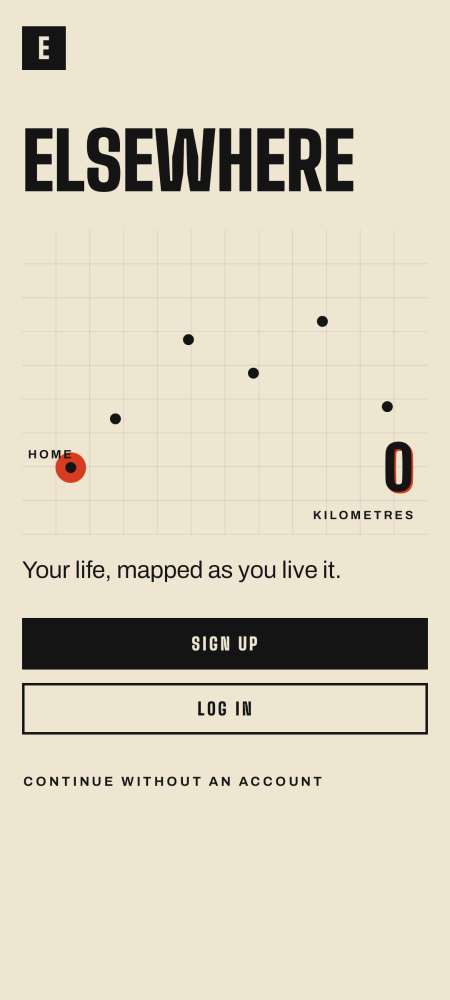 E
ELSEWHERE
HOME
0
KILOMETRES
Your life, mapped as you live it.
SIGN UP
LOG IN
CONTINUE WITHOUT AN ACCOUNT